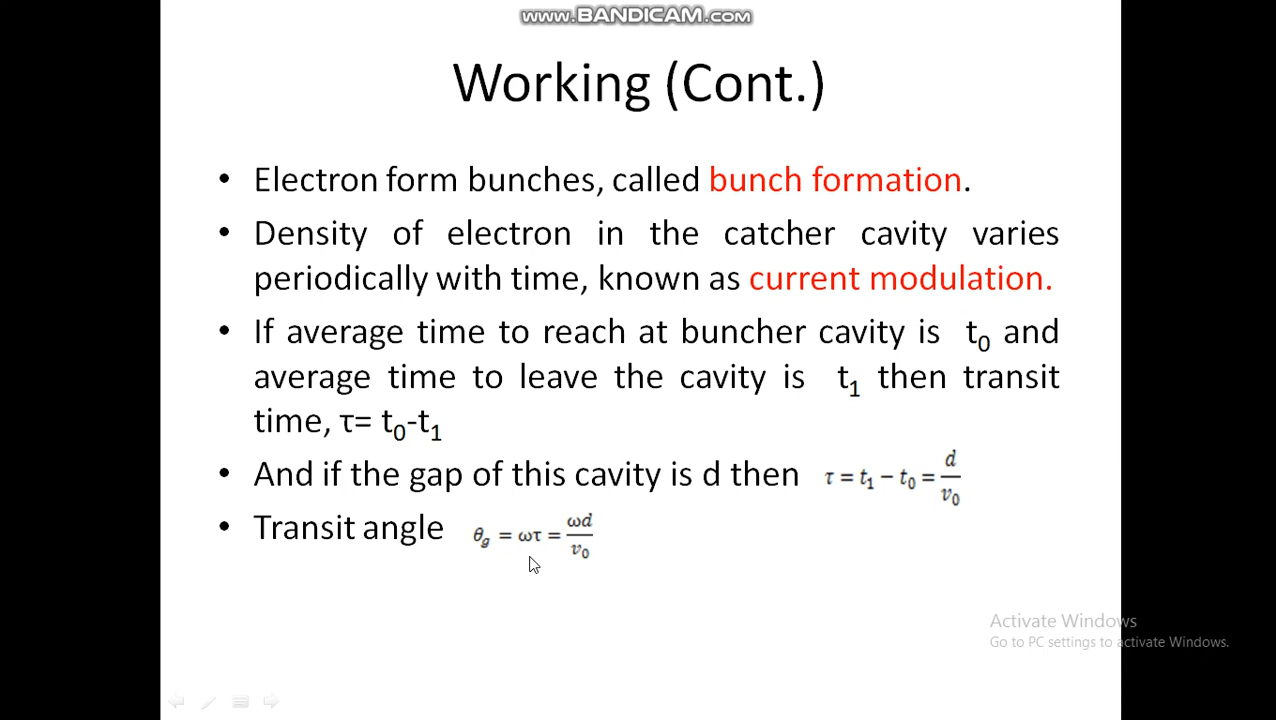 www.BANDICAM.com
Working (Cont.)
• Electron form bunches, called bunch formation.
• Density of electron in the catcher cavity varies
periodically with time, known as current modulation.
• If average time to reach at buncher cavity is t₀ and
average time to leave the cavity is t₁ then transit
time, τ= t₀-t₁
• And if the gap of this cavity is d then τ = t₁ − t₀ = d/v₀
• Transit angle θg = ωτ = ωd/v₀
Activate Windows
Go to PC settings to activate Windows.